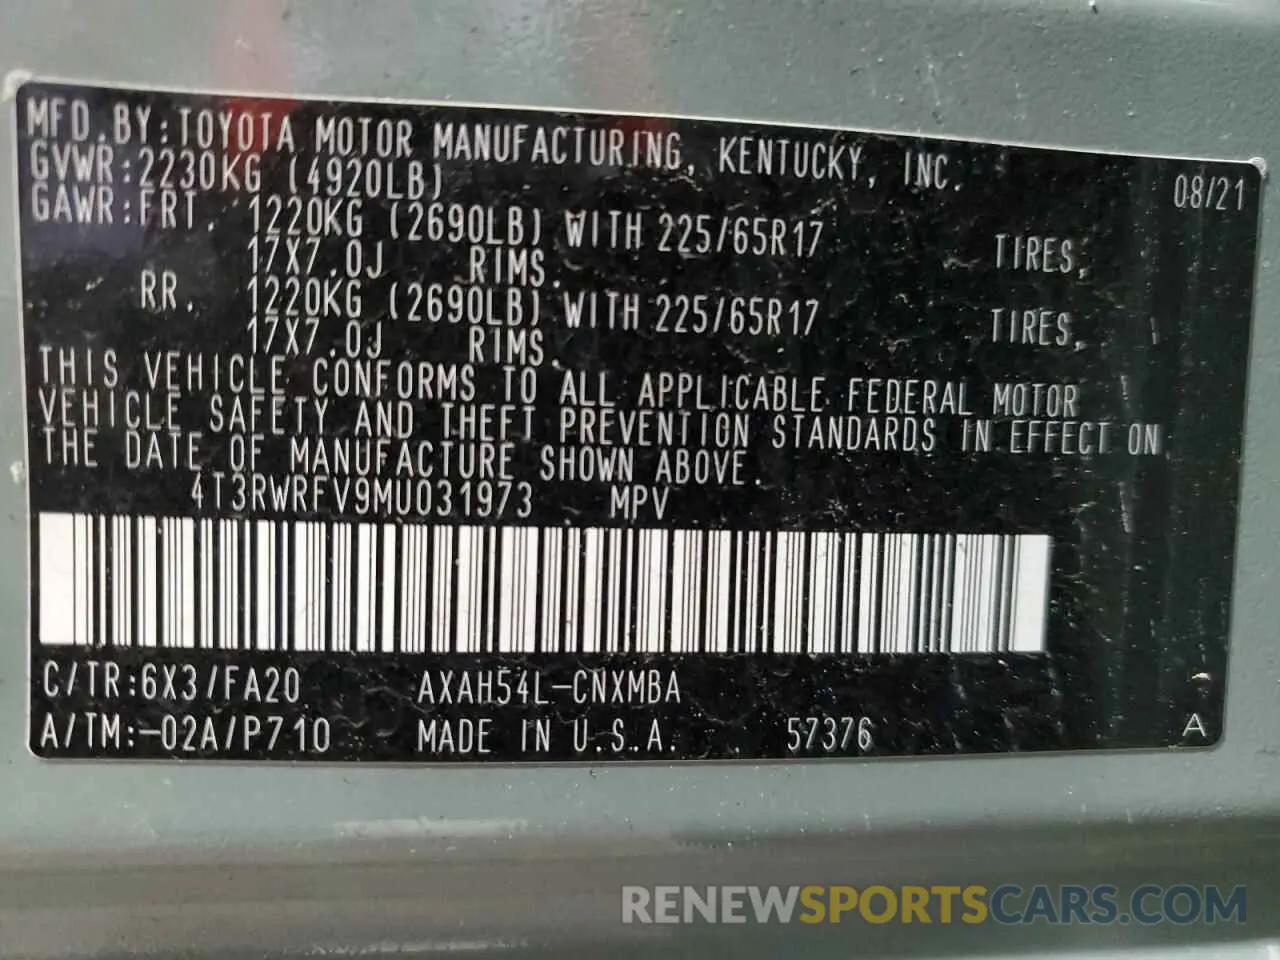 MFD.BY:TOYOTA MOTOR MANUFACTURING, KENTUCKY, INC.
GVWR:2230KG (4920LB) 08/21
GAWR:FRT. 1220KG (2690LB) WITH 225/65R17 TIRES,
17X7.0J RIMS.
RR. 1220KG (2690LB) WITH 225/65R17 TIRES,
17X7.0J RIMS.
THIS VEHICLE CONFORMS TO ALL APPLICABLE FEDERAL MOTOR
VEHICLE SAFETY AND THEFT PREVENTION STANDARDS IN EFFECT ON
THE DATE OF MANUFACTURE SHOWN ABOVE.
4T3RWRFV9MU031973 MPV
C/TR:6X3/FA20 AXAH54L-CNXMBA
A/TM:-02A/P710 MADE IN U.S.A. 57376 A
RENEWSPORTSCARS.COM